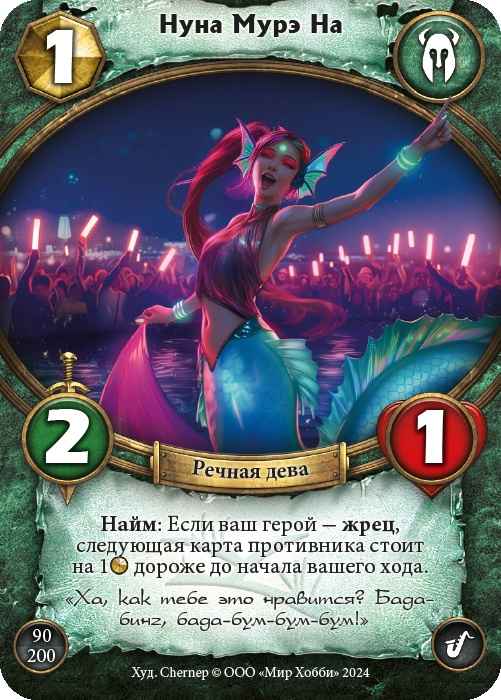 Нуна Мурэ На
1
2
1
Речная дева
Найм: Если ваш герой — жрец,
следующая карта противника стоит
на 1 дороже до начала вашего хода.
«Ха, как тебе это нравится? Бада-
бинг, бада-бум-бум-бум!»
90
200
Худ. Chernep © ООО «Мир Хобби» 2024